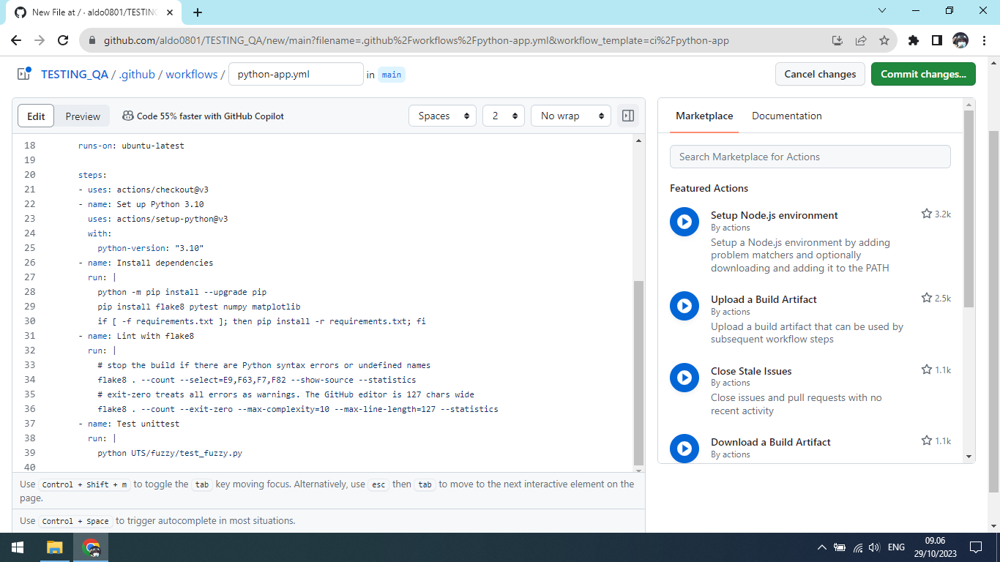 New File at / · aldo0801/TESTING
github.com/aldo0801/TESTING_QA/new/main?filename=.github%2Fworkflows%2Fpython-app.yml&workflow_template=ci%2Fpython-app
TESTING_QA / .github / workflows / python-app.yml in main
Cancel changes
Commit changes...
Edit
Preview
Code 55% faster with GitHub Copilot
Spaces
2
No wrap
18 runs-on: ubuntu-latest
19
20 steps:
21 - uses: actions/checkout@v3
22 - name: Set up Python 3.10
23 uses: actions/setup-python@v3
24 with:
25 python-version: "3.10"
26 - name: Install dependencies
27 run: |
28 python -m pip install --upgrade pip
29 pip install flake8 pytest numpy matplotlib
30 if [ -f requirements.txt ]; then pip install -r requirements.txt; fi
31 - name: Lint with flake8
32 run: |
33 # stop the build if there are Python syntax errors or undefined names
34 flake8 . --count --select=E9,F63,F7,F82 --show-source --statistics
35 # exit-zero treats all errors as warnings. The GitHub editor is 127 chars wide
36 flake8 . --count --exit-zero --max-complexity=10 --max-line-length=127 --statistics
37 - name: Test unittest
38 run: |
39 python UTS/fuzzy/test_fuzzy.py
40
Use Control + Shift + m to toggle the tab key moving focus. Alternatively, use esc then tab to move to the next interactive element on the
page.
Use Control + Space to trigger autocomplete in most situations.
Marketplace
Documentation
Search Marketplace for Actions
Featured Actions
Setup Node.js environment
3.2k
By actions
Setup a Node.js environment by adding
problem matchers and optionally
downloading and adding it to the PATH
Upload a Build Artifact
2.5k
By actions
Upload a build artifact that can be used by
subsequent workflow steps
Close Stale Issues
1.1k
By actions
Close issues and pull requests with no
recent activity
Download a Build Artifact
1.1k
By actions
ENG
09.06
29/10/2023